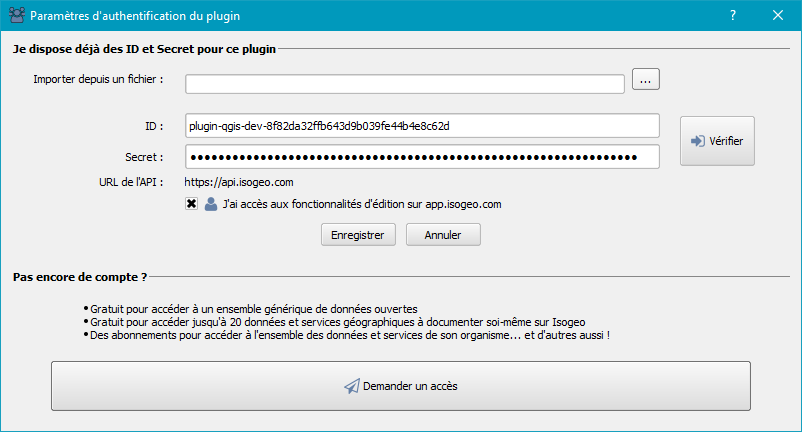 Paramètres d'authentification du plugin
?
Je dispose déjà des ID et Secret pour ce plugin
Importer depuis un fichier :
...
ID : plugin-qgis-dev-8f82da32ffb643d9b039fe44b4e8c62d
Vérifier
Secret : ●●●●●●●●●●●●●●●●●●●●●●●●●●●●●●●●●●●●●●●●●●●●●●●●●●●●●●●●●●●●●●●●
URL de l'API : https://api.isogeo.com
J'ai accès aux fonctionnalités d'édition sur app.isogeo.com
Enregistrer Annuler
Pas encore de compte ?
• Gratuit pour accéder à un ensemble générique de données ouvertes
• Gratuit pour accéder jusqu'à 20 données et services géographiques à documenter soi-même sur Isogeo
• Des abonnements pour accéder à l'ensemble des données et services de son organisme... et d'autres aussi !
Demander un accès